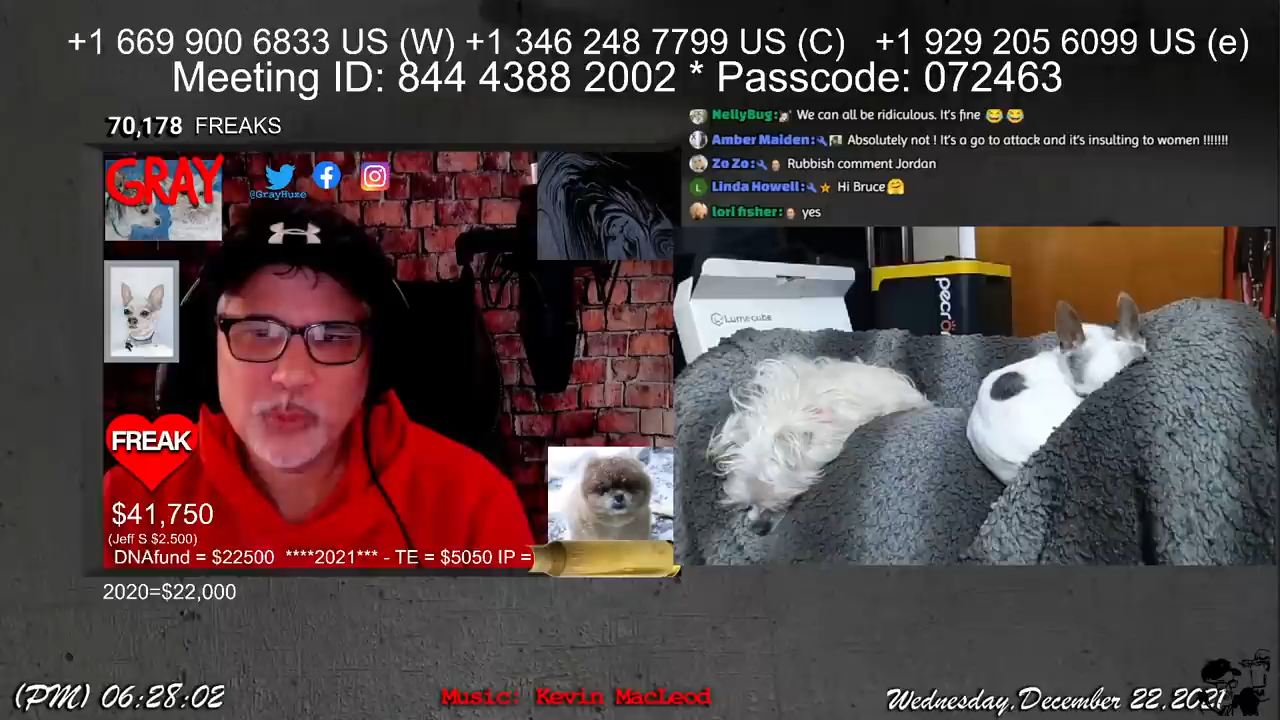 +1 669 900 6833 US (W) +1 346 248 7799 US (C) +1 929 205 6099 US (e)
Meeting ID: 844 4388 2002 * Passcode: 072463
70,178 FREAKS
NellyBug: We can all be ridiculous. It's fine 😂 😂
Amber Maiden: Absolutely not ! It's a go to attack and it's insulting to women !!!!!!!
Zo Zo: Rubbish comment Jordan
L Linda Howell: Hi Bruce🤗
lori fisher: yes
GRAY
@GrayHuze
Lumecube
pecron
FREAK
$41,750
(Jeff S $2.500)
DNAfund = $22500 ****2021*** - TE = $5050 IP =
2020=$22,000
(PM) 06:28:02
Music: Kevin MacLeod
Wednesday, December 22, 2021